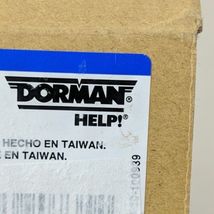 DORMAN®
HELP!®
HECHO EN TAIWAN.
E EN TAIWAN.